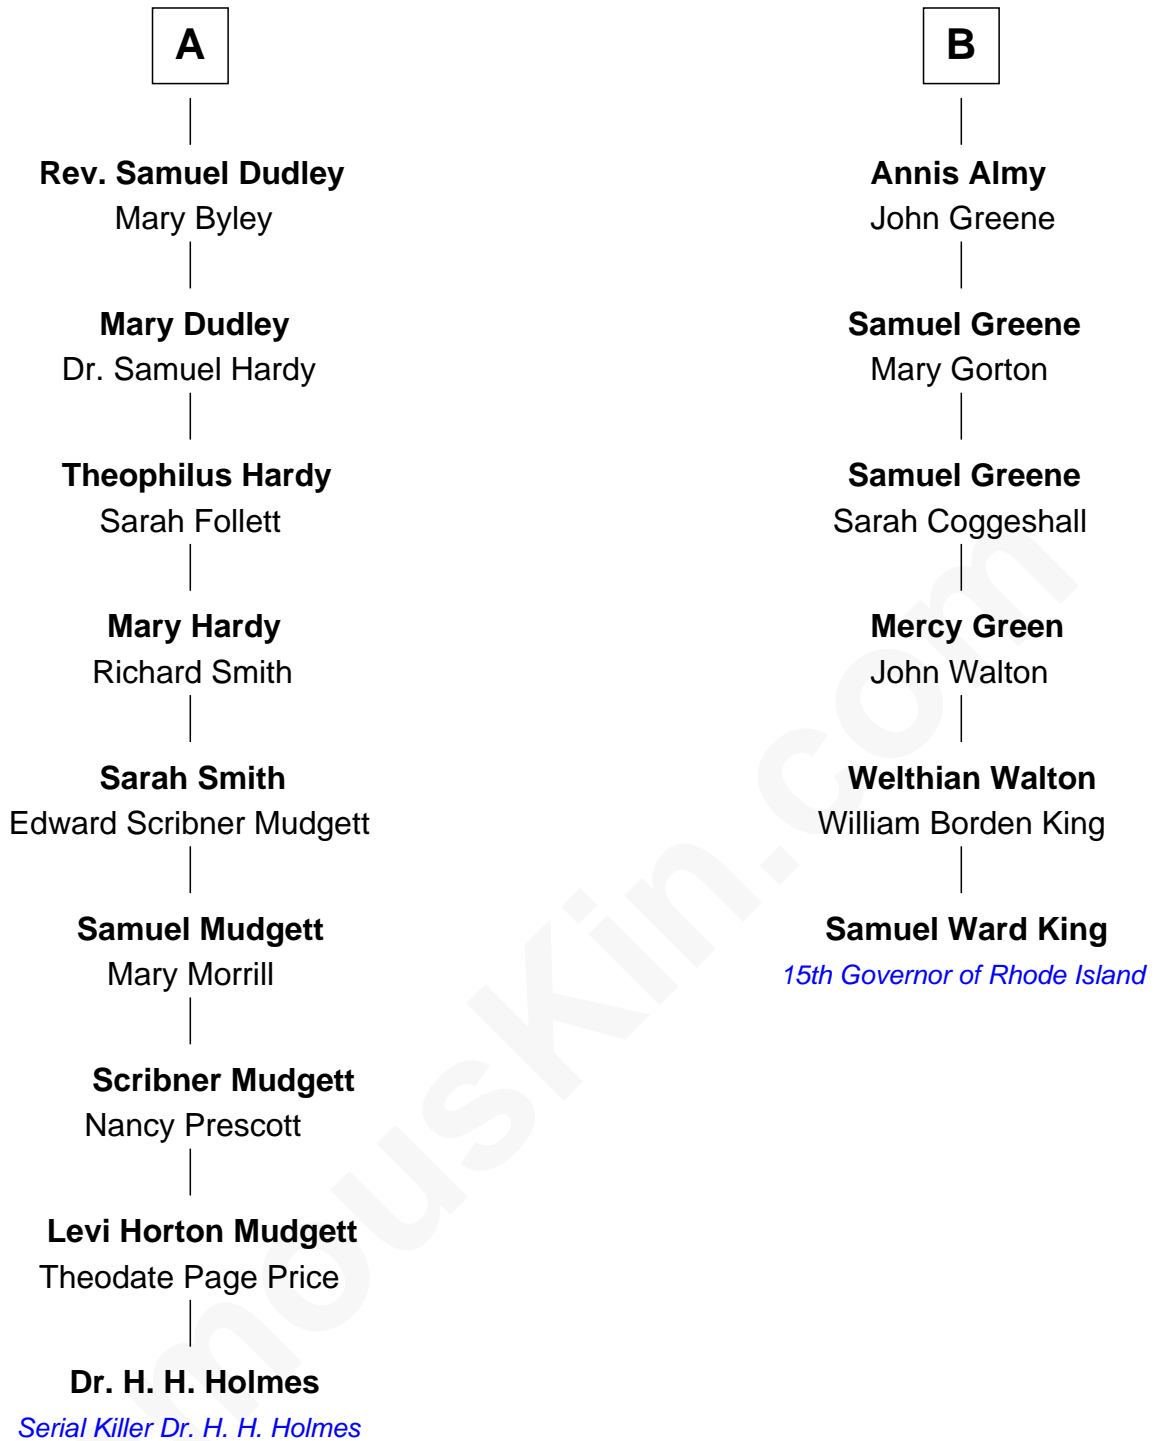 A
Rev. Samuel Dudley
Mary Byley
Mary Dudley
Dr. Samuel Hardy
Theophilus Hardy
Sarah Follett
Mary Hardy
Richard Smith
Sarah Smith
Edward Scribner Mudgett
Samuel Mudgett
Mary Morrill
Scribner Mudgett
Nancy Prescott
Levi Horton Mudgett
Theodate Page Price
Dr. H. H. Holmes
Serial Killer Dr. H. H. Holmes
B
Annis Almy
John Greene
Samuel Greene
Mary Gorton
Samuel Greene
Sarah Coggeshall
Mercy Green
John Walton
Welthian Walton
William Borden King
Samuel Ward King
15th Governor of Rhode Island
mousKin.com